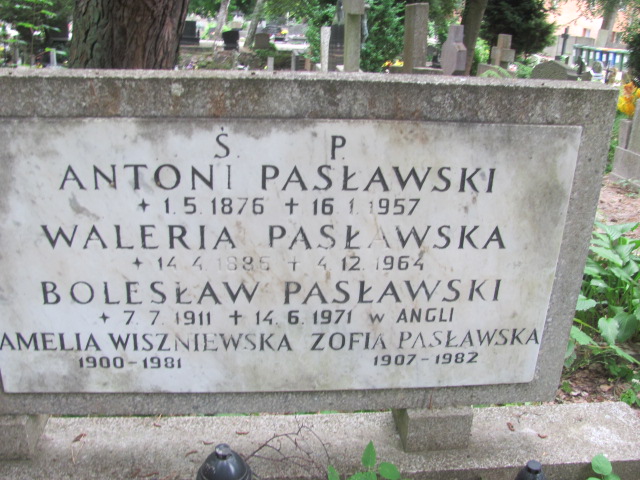 Ś. P.
ANTONI PASŁAWSKI
+ 1.5.1876 + 16.1.1957
WALERIA PASŁAWSKA
+ 14.4.1886 + 4.12.1964
BOLESŁAW PASŁAWSKI
+ 7.7.1911 + 14.6.1971 W ANGLI
AMELIA WISZNIEWSKA ZOFIA PASŁAWSKA
1900-1981 1907-1982